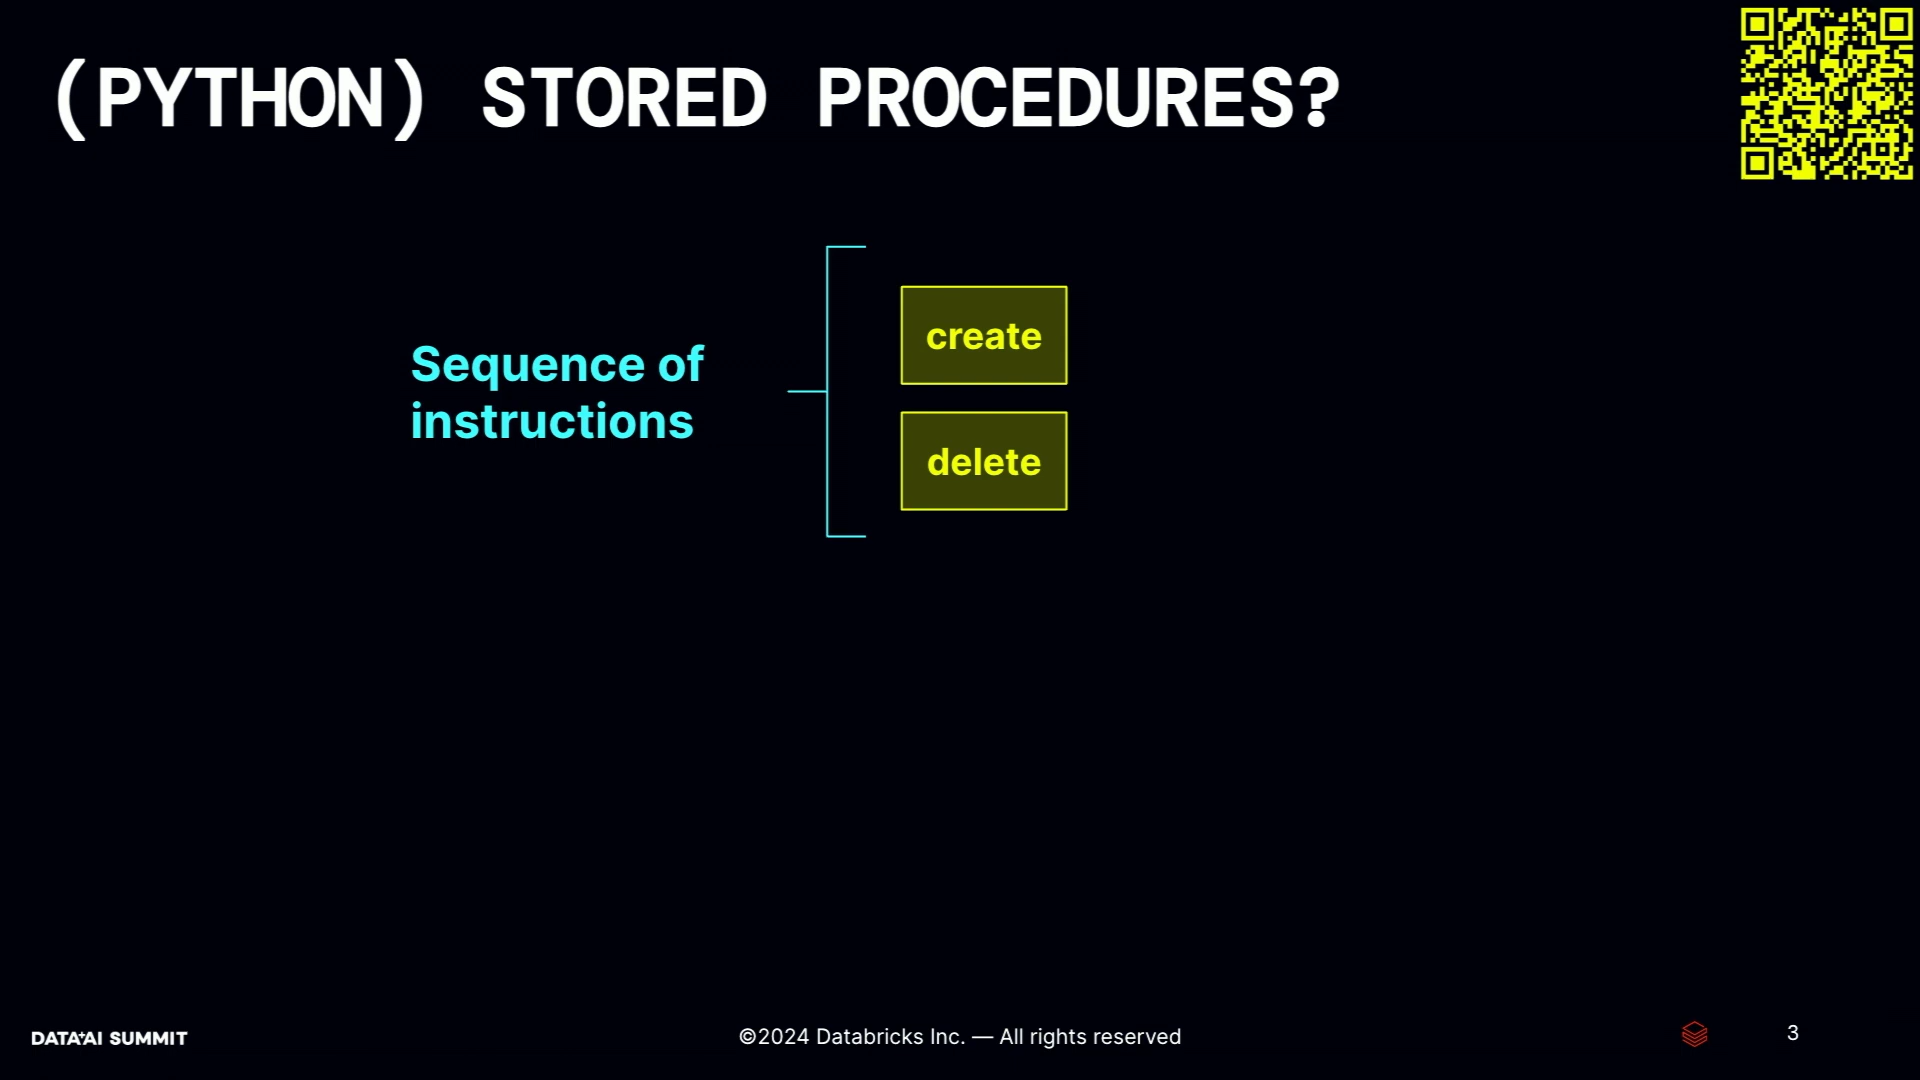 (PYTHON) STORED PROCEDURES?
Sequence of
instructions
create
delete
DATA+AI SUMMIT
©2024 Databricks Inc. — All rights reserved
3